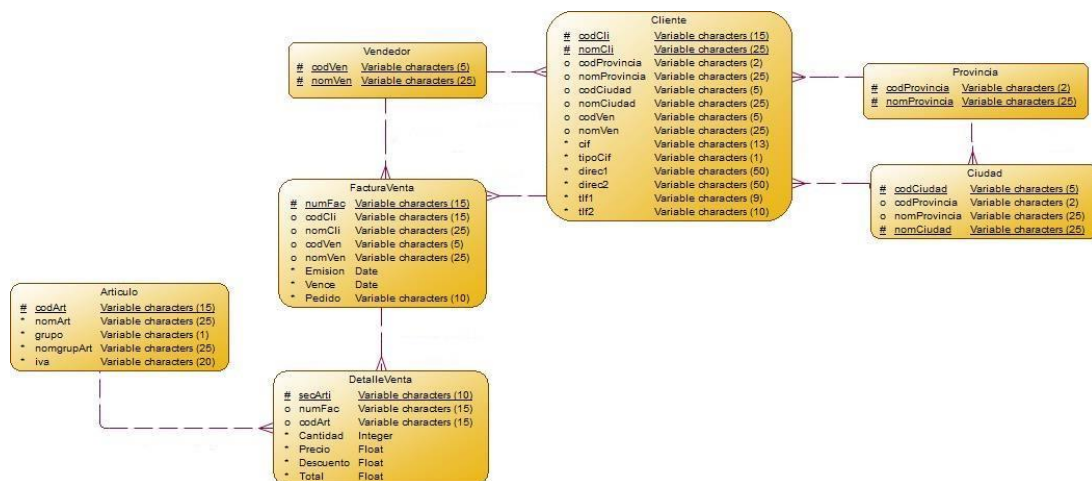 Cliente
# codCli Variable characters (15)
# nomCli Variable characters (25)
o codProvincia Variable characters (2)
o nomProvincia Variable characters (25)
o codCiudad Variable characters (5)
o nomCiudad Variable characters (25)
o codVen Variable characters (5)
o nomVen Variable characters (25)
* cif Variable characters (13)
* tipoCif Variable characters (1)
* direc1 Variable characters (50)
* direc2 Variable characters (50)
* tlf1 Variable characters (9)
* tlf2 Variable characters (10)
Vendedor
# codVen Variable characters (5)
# nomVen Variable characters (25)
Provincia
# codProvincia Variable characters (2)
# nomProvincia Variable characters (25)
Ciudad
# codCiudad Variable characters (5)
o codProvincia Variable characters (2)
o nomProvincia Variable characters (25)
# nomCiudad Variable characters (25)
FacturaVenta
# numFac Variable characters (15)
o codCli Variable characters (15)
o nomCli Variable characters (25)
o codVen Variable characters (5)
o nomVen Variable characters (25)
* Emision Date
* Vence Date
* Pedido Variable characters (10)
Articulo
# codArt Variable characters (15)
* nomArt Variable characters (25)
* grupo Variable characters (1)
* nomgrupArt Variable characters (25)
* iva Variable characters (20)
DetalleVenta
# secArti Variable characters (10)
o numFac Variable characters (15)
o codArt Variable characters (15)
* Cantidad Integer
* Precio Float
* Descuento Float
* Total Float